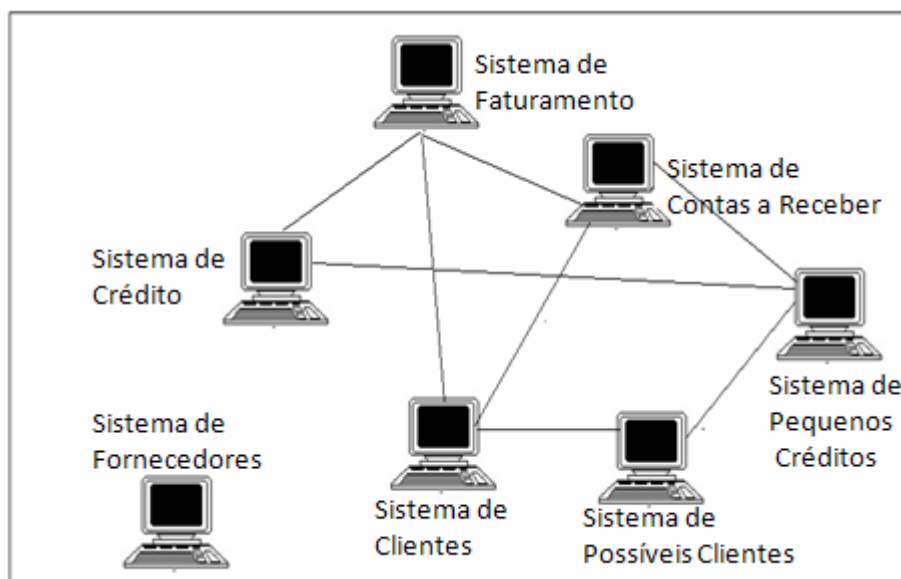 Sistema de
Faturamento
Sistema de
Contas a Receber
Sistema de
Crédito
Sistema de
Pequenos
Créditos
Sistema de
Fornecedores
Sistema de
Clientes
Sistema de
Possíveis Clientes